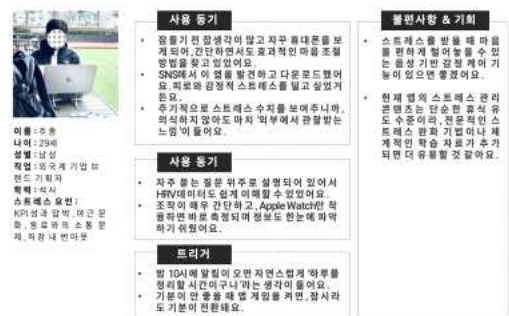 이름 : 주홍
나이 : 29세
성별 : 남성
직업 : 외국계 기업 브
랜드 기획자
학력 : 석사
스트레스 요인 :
KPI 성과 압박, 야근 문
화, 동료와의 소통 문
제, 직장 내 번아웃
사용 동기
• 잠들기 전 잡생각이 많고 자꾸 휴대폰을 보
게 되어, 간단하면서도 효과적인 마음 조절
방법을 찾고 있었어요.
• SNS에서 이 앱을 발견하고 다운로드했어
요. 피로와 감정적 스트레스를 덜고 싶었거
든요.
• 주기적으로 스트레스 수치를 보여주니까,
의식하지 않아도 마치 '외부에서 관찰받는
느낌'이 들어요.
사용 동기
• 자주 묻는 질문 위주로 설명되어 있어서
HRV데이터도 쉽게 이해할 수 있었어요.
• 조작이 매우 간단하고, Apple Watch만 착
용하면 바로 측정되며 정보도 한눈에 파악
하기 쉬웠어요.
트리거
• 밤 10시에 알림이 오면 자연스럽게 '하루를
정리할 시간이구나'라는 생각이 들어요.
• 기분이 안 좋을 때 앱 게임을 켜면, 잠시라
도 기분이 전환돼요.
불편사항 & 기회
• 스트레스를 받을 때 마음
을 편하게 털어놓을 수 있
는 음성 기반 감정 케어 기
능이 있으면 좋겠어요.
• 현재 앱의 스트레스 관리
콘텐츠는 단순한 휴식 유
도 수준이라, 전문적인 스
트레스 완화 기법이나 체
계적인 학습 자료가 추가
되면 더 유용할 것 같아요.